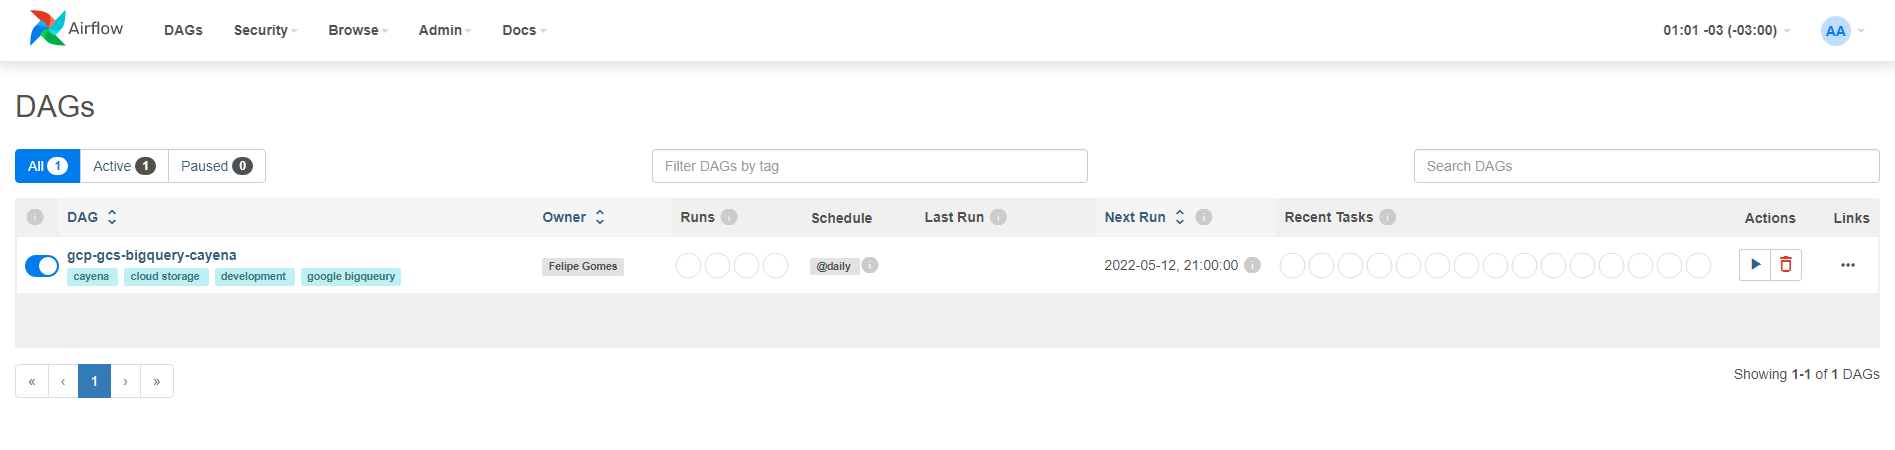 Airflow DAGs Security Browse Admin Docs 01:01 -03 (-03:00) AA
DAGs
All 1 Active 1 Paused 0 Filter DAGs by tag Search DAGs
i DAG Owner Runs i Schedule Last Run i Next Run i Recent Tasks i Actions Links
gcp-gcs-bigquery-cayena
Felipe Gomes @daily i 2022-05-12, 21:00:00 i
cayena cloud storage development google bigqueury
« ‹ 1 › »
Showing 1-1 of 1 DAGs